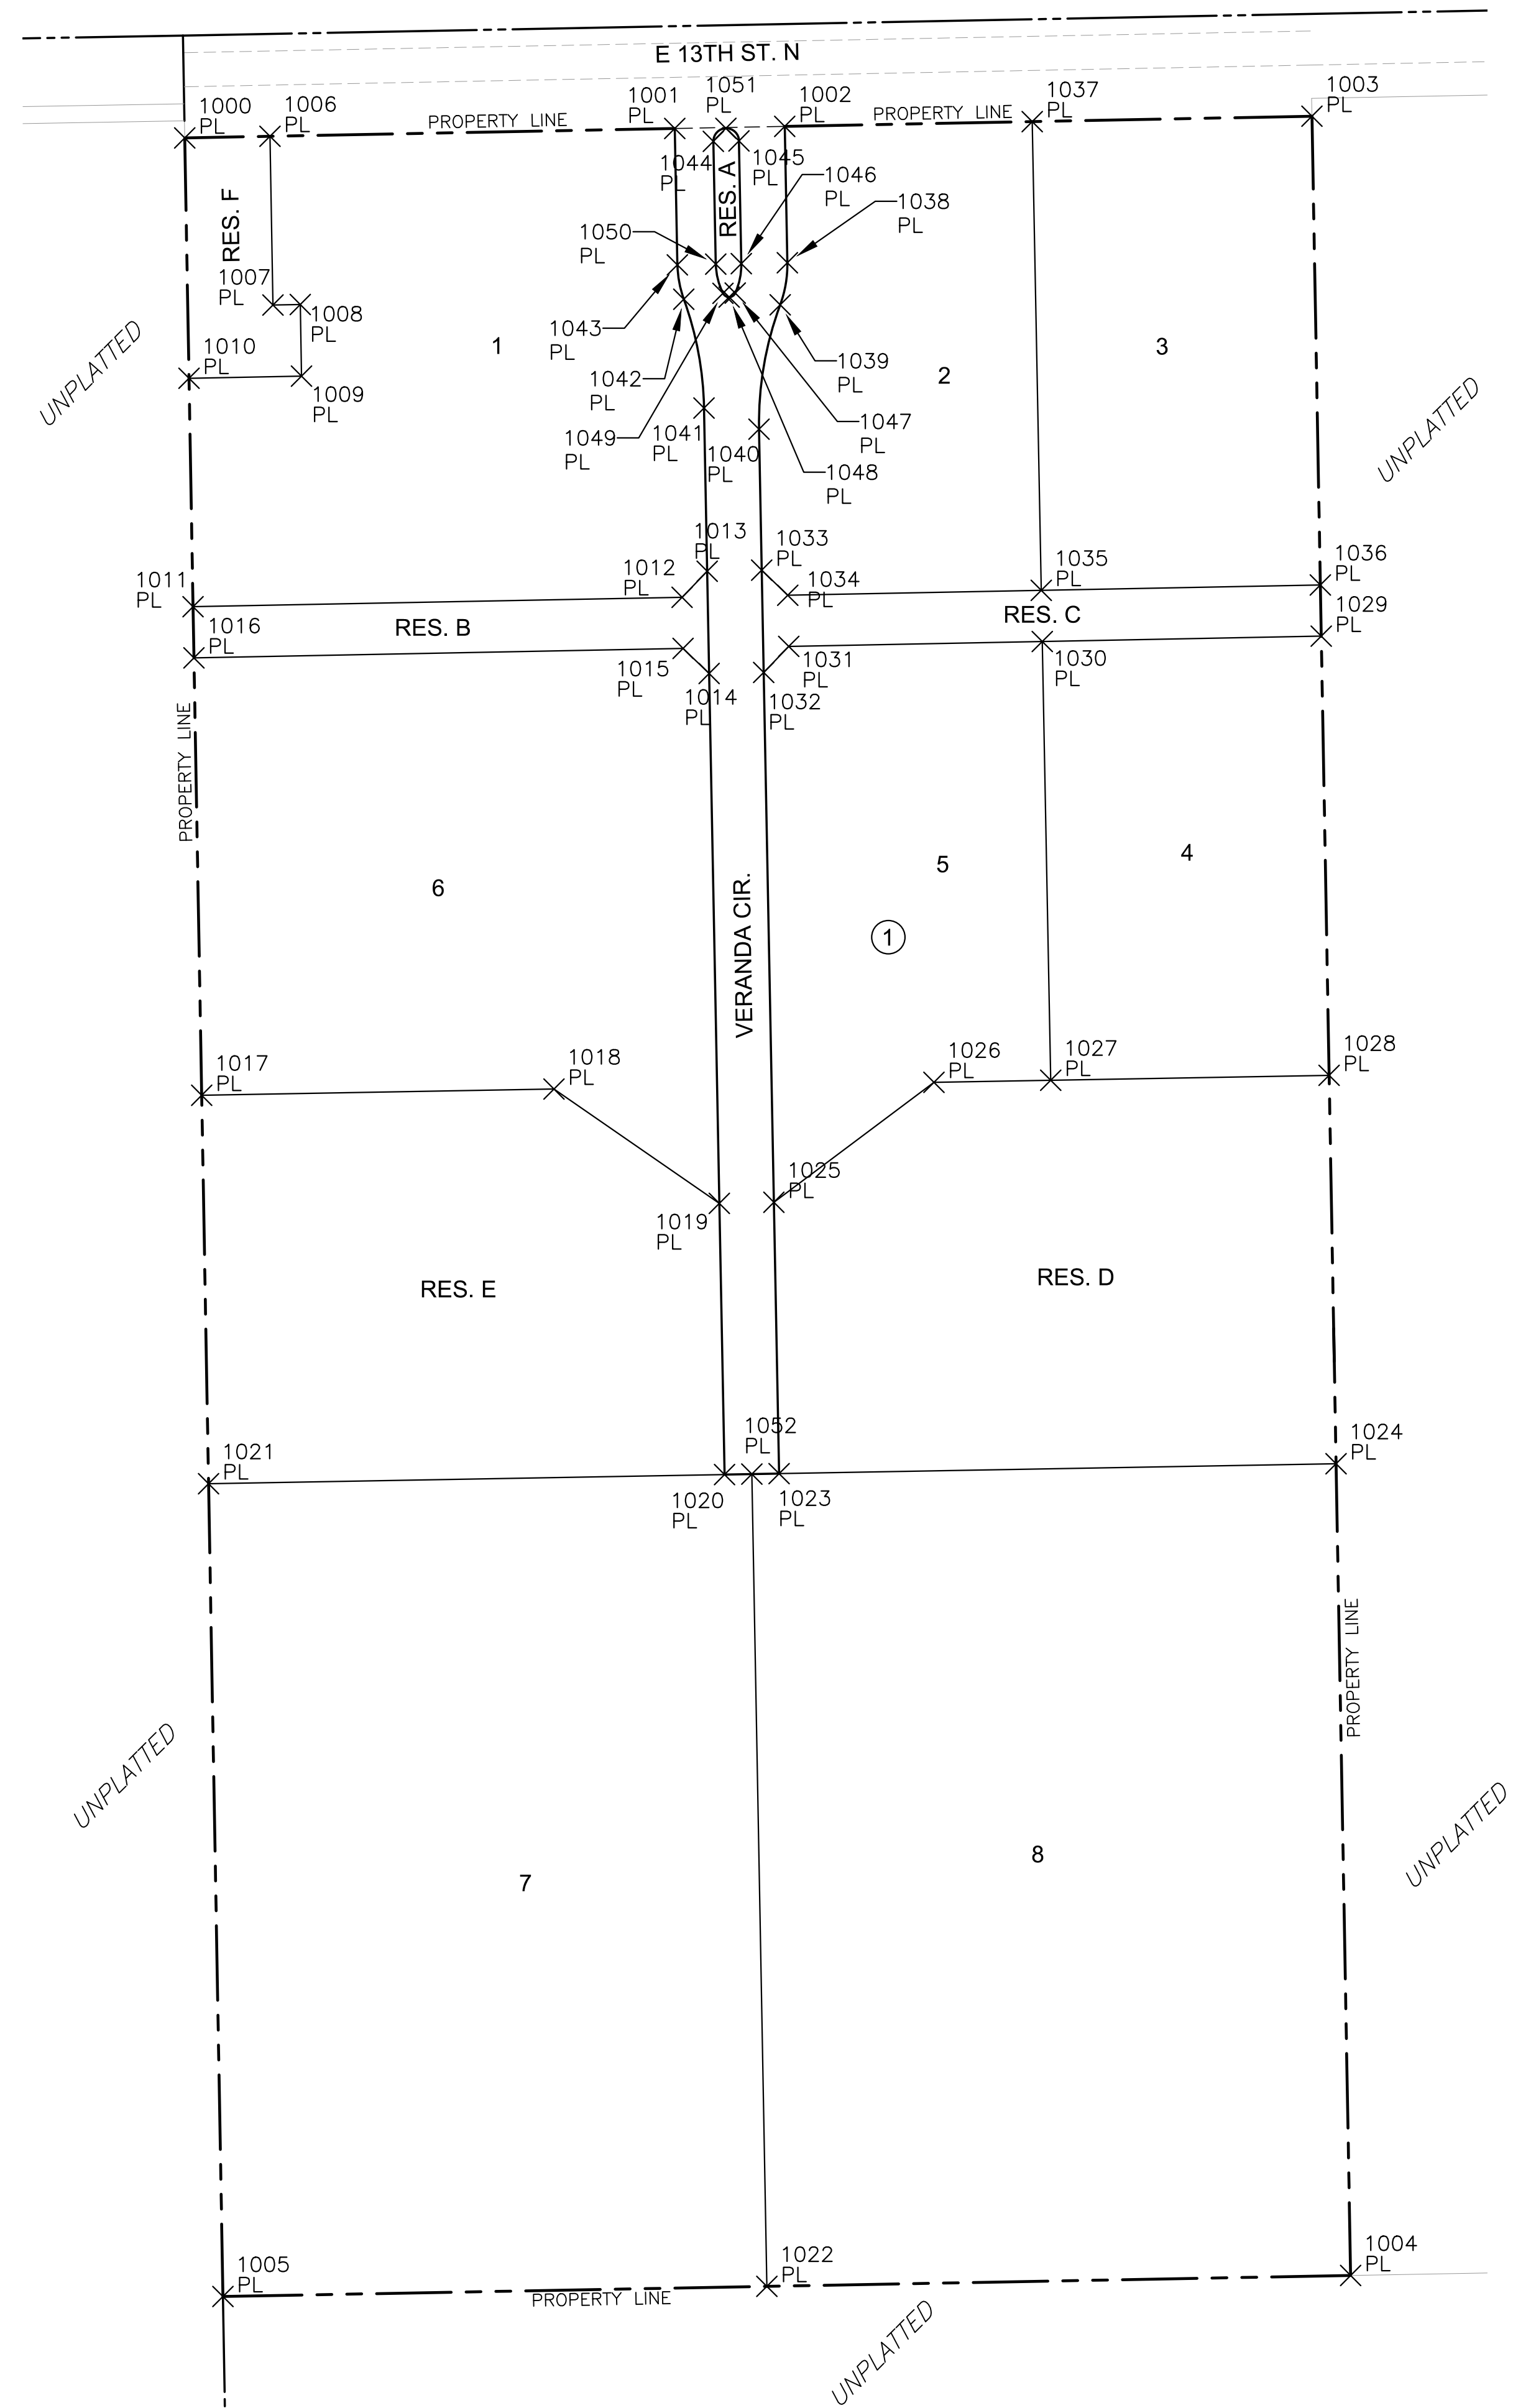 E 13TH ST. N
1000
PL
1006
PL
PROPERTY LINE
1001
PL
1051
PL
1002
PL
PROPERTY LINE
1037
PL
1003
PL
1044
PL
RES. A
1045
PL
1046
PL
1038
PL
RES. F
1050
PL
1007
PL
1008
PL
1043
PL
UNPLATTED
1010
PL
1
1042
PL
1039
PL
2
3
1009
PL
1049
PL
1041
PL
1040
PL
1047
PL
1048
PL
UNPLATTED
1013
PL
1033
PL
1011
PL
1012
PL
1034
PL
1035
PL
1036
PL
1016
PL
RES. B
RES. C
1029
PL
1015
PL
1014
PL
1031
PL
1032
PL
1030
PL
PROPERTY LINE
6
VERANDA CIR.
5
4
1
1017
PL
1018
PL
1026
PL
1027
PL
1028
PL
1019
PL
1025
PL
RES. E
RES. D
1021
PL
1052
PL
1024
PL
1020
PL
1023
PL
PROPERTY LINE
UNPLATTED
7
8
UNPLATTED
1005
PL
1022
PL
1004
PL
PROPERTY LINE
UNPLATTED